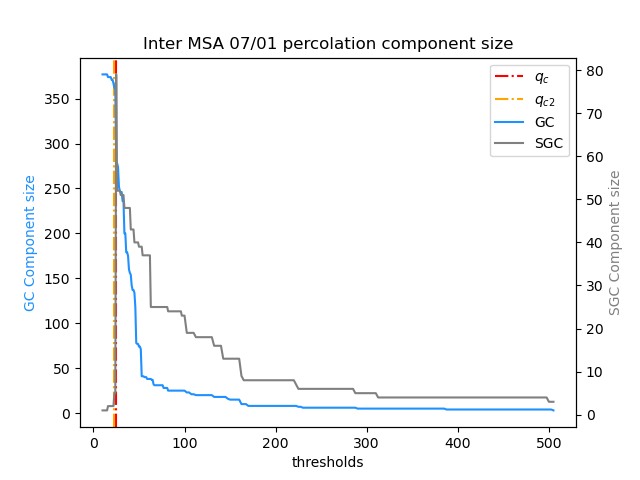 Inter MSA 07/01 percolation component size
GC Component size
350
300
250
200
150
100
50
0
q_c
q_{c2}
GC
SGC
80
70
60
50
40
30
20
10
0
SGC Component size
0 100 200 300 400 500
thresholds